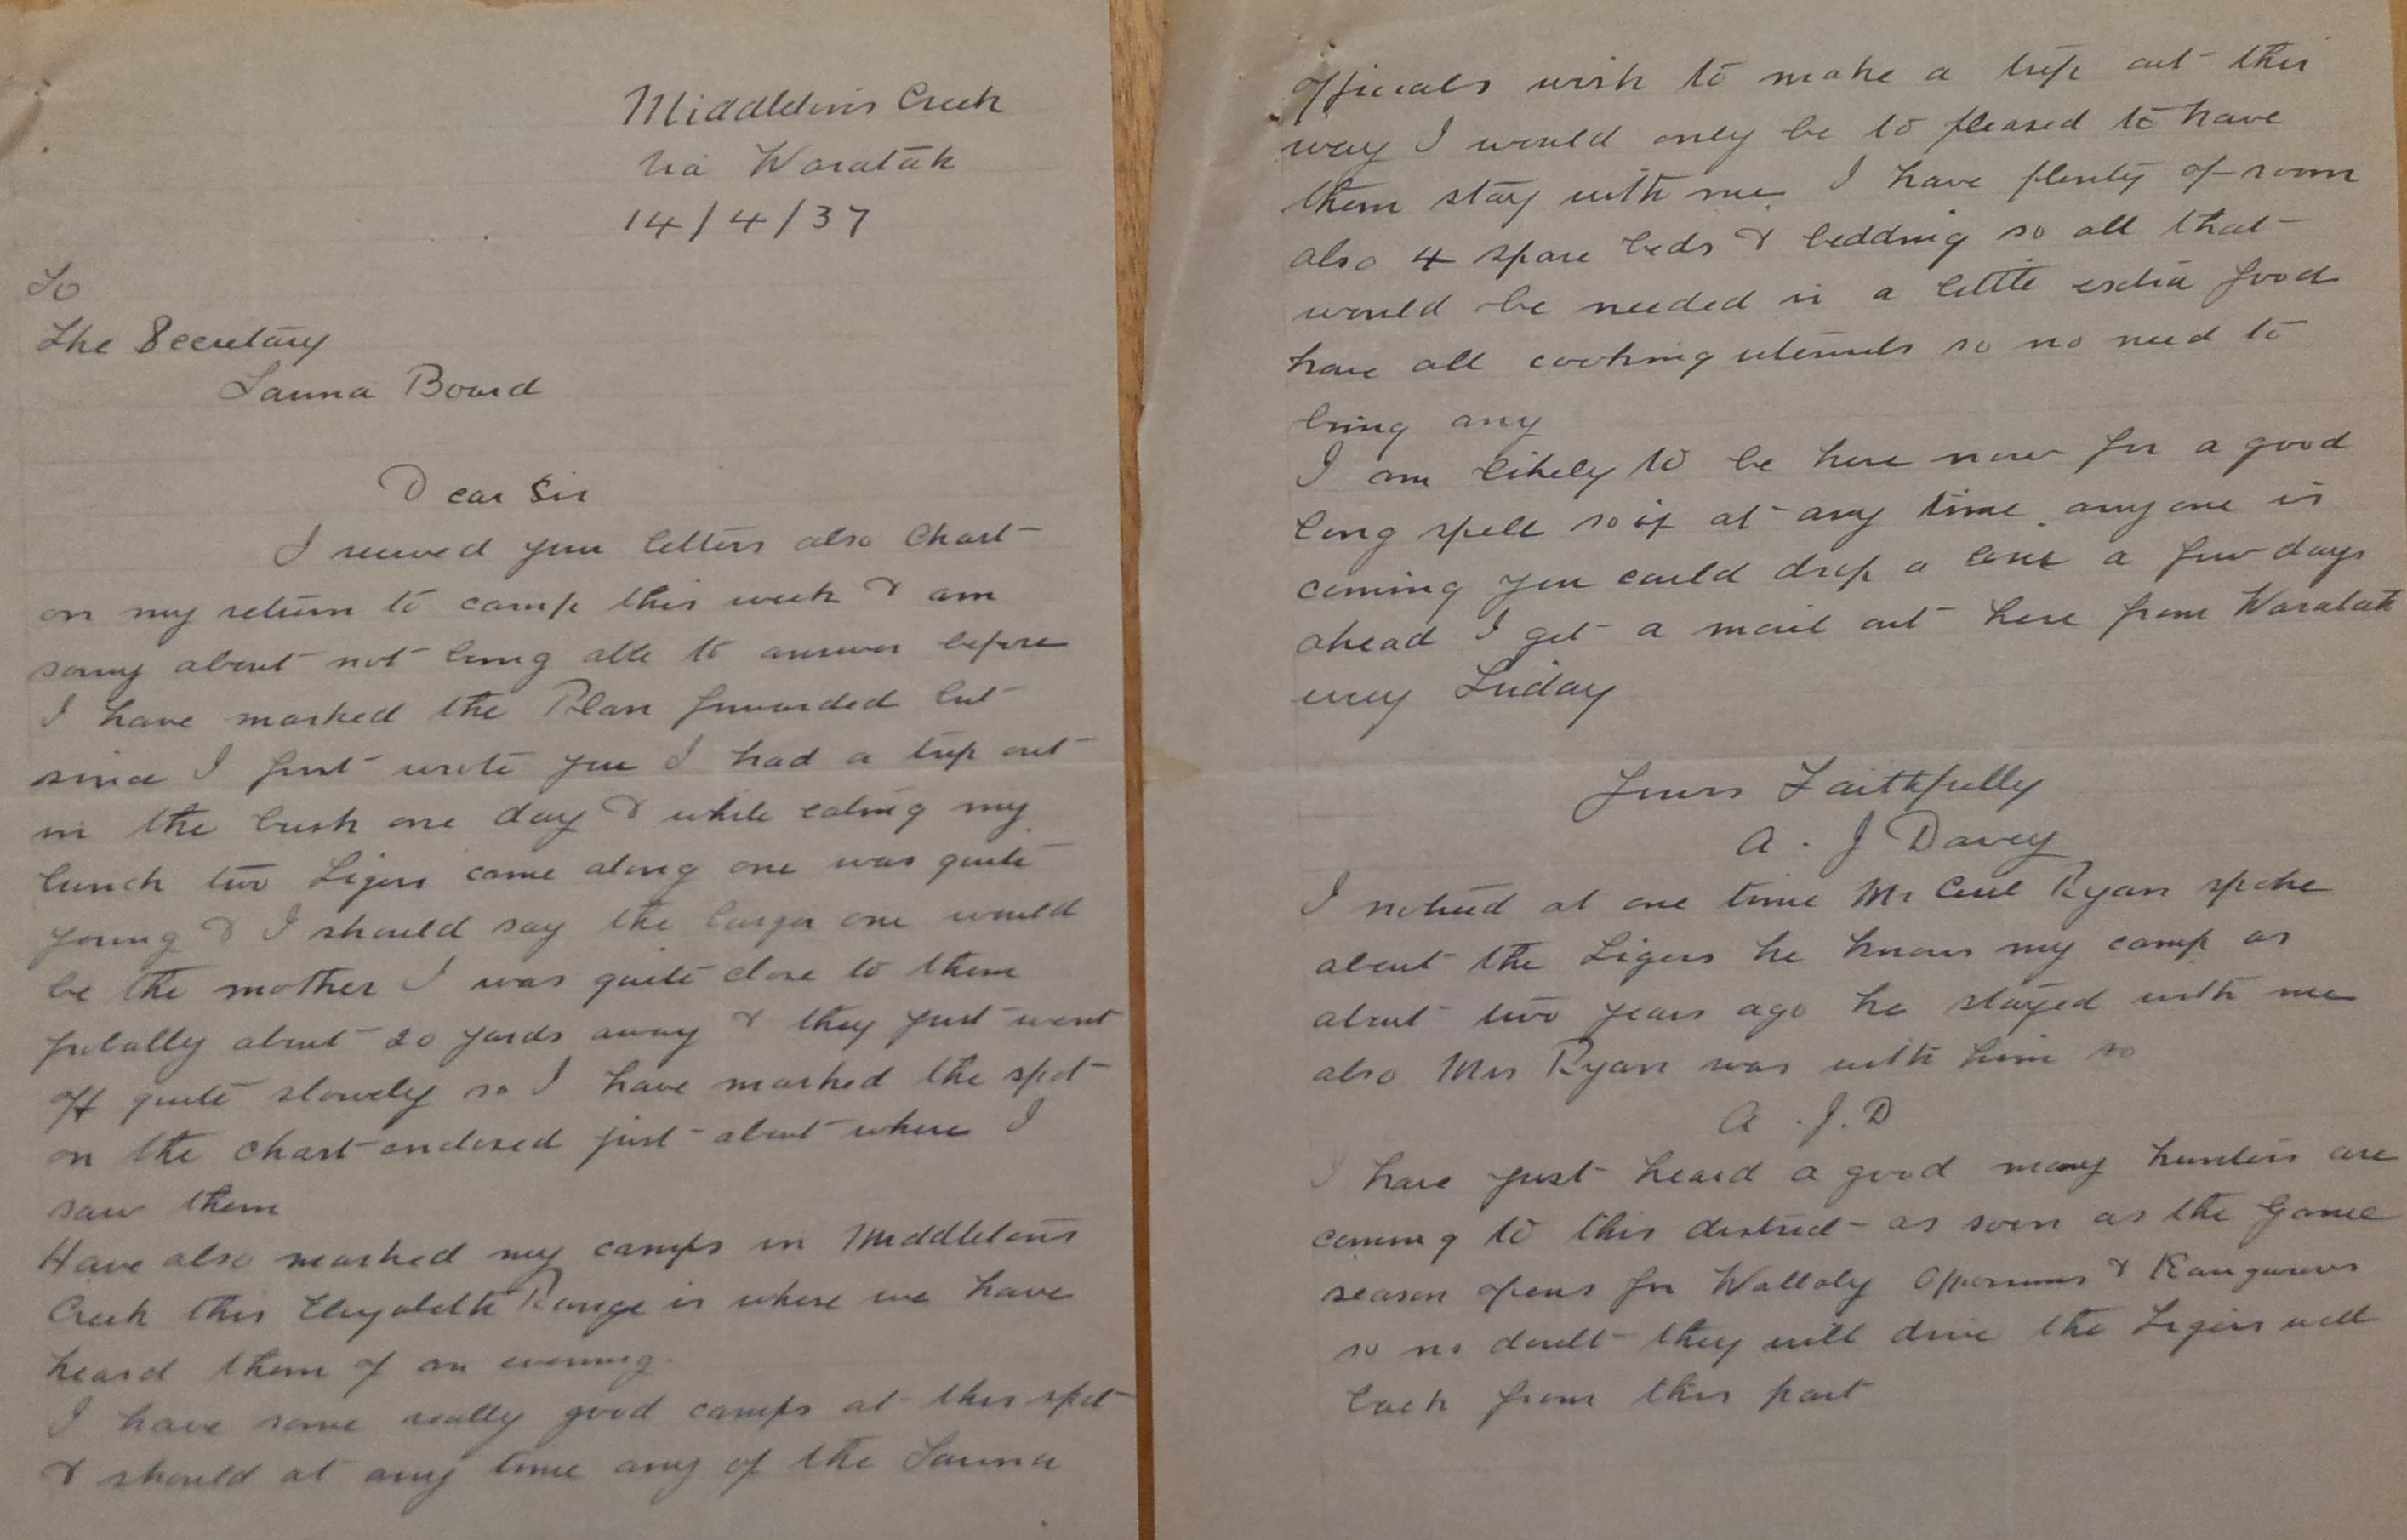 Middletons Creek
Via Waratah
14/4/37
To
The Secretary
Fauna Board
Dear Sir
I received your letters also Chart
on my return to camp this week & am
sorry about not being able to answer before
I have marked the Plan forwarded but
since I first wrote you I had a trip out
in the bush one day & while eating my
lunch two Tigers came along one was quite
young & I should say the larger one would
be the mother I was quite close to them
probally about 20 yards away & they just went
off quite slowely so I have marked the spot
on the chart enclosed just about where I
saw them
Have also marked my camps in Middletons
Creek this Elizabeth Range is where we have
heard them of an evening.
I have some really good camps at this spot
& should at any time any of the Fauna
officials wish to make a trip out this
way I would only be to pleased to have
them stay with me I have plenty of room
also 4 spare beds & bedding so all that
would be needed is a little extra food
have all cooking utensils so no need to
bring any
I am likely to be here now for a good
long spell so if at any time anyone is
coming you could drop a line a few days
ahead I get a mail out here from Waratah
every Friday
Yours Faithfully
A. J Davey
I noticed at one time Mr Cecil Ryan spoke
about the Tigers he knows my camp as
about two years ago he stayed with me
also Mrs Ryan was with him so
A. J. D
I have just heard a good many hunters are
coming to this district as soon as the Game
season opens for Wallaby Oppossums & Kangaroos
so no doubt they will drive the Tigers well
back from this part